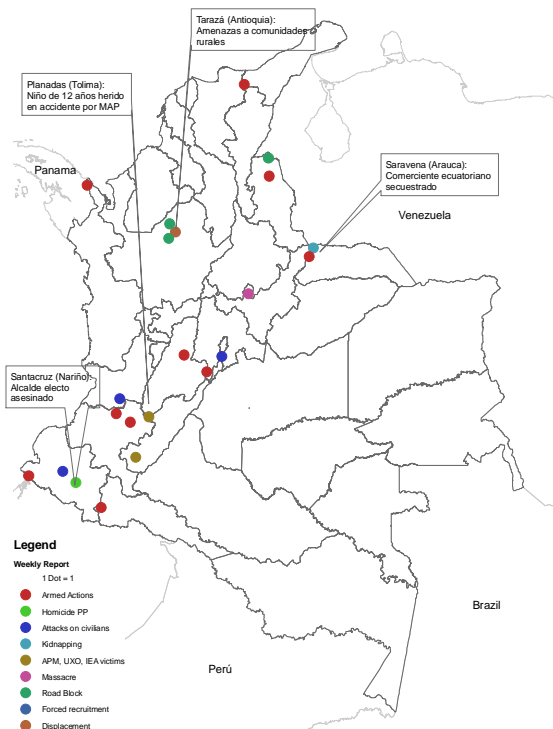 Tarazá (Antioquia):
Amenazas a comunidades
rurales
Planadas (Tolima):
Niño de 12 años herido
en accidente por MAP
Panama
Saravena (Arauca):
Comerciente ecuatoriano
secuestrado
Venezuela
Santacruz (Nariño):
Alcalde electo
asesinado
Legend
Weekly Report
1 Dot = 1
Armed Actions
Homicide PP
Attacks on civilians
Kidnapping
APM, UXO, IEA victims
Massacre
Road Block
Forced recruitment
Displacement
Brazil
Perú